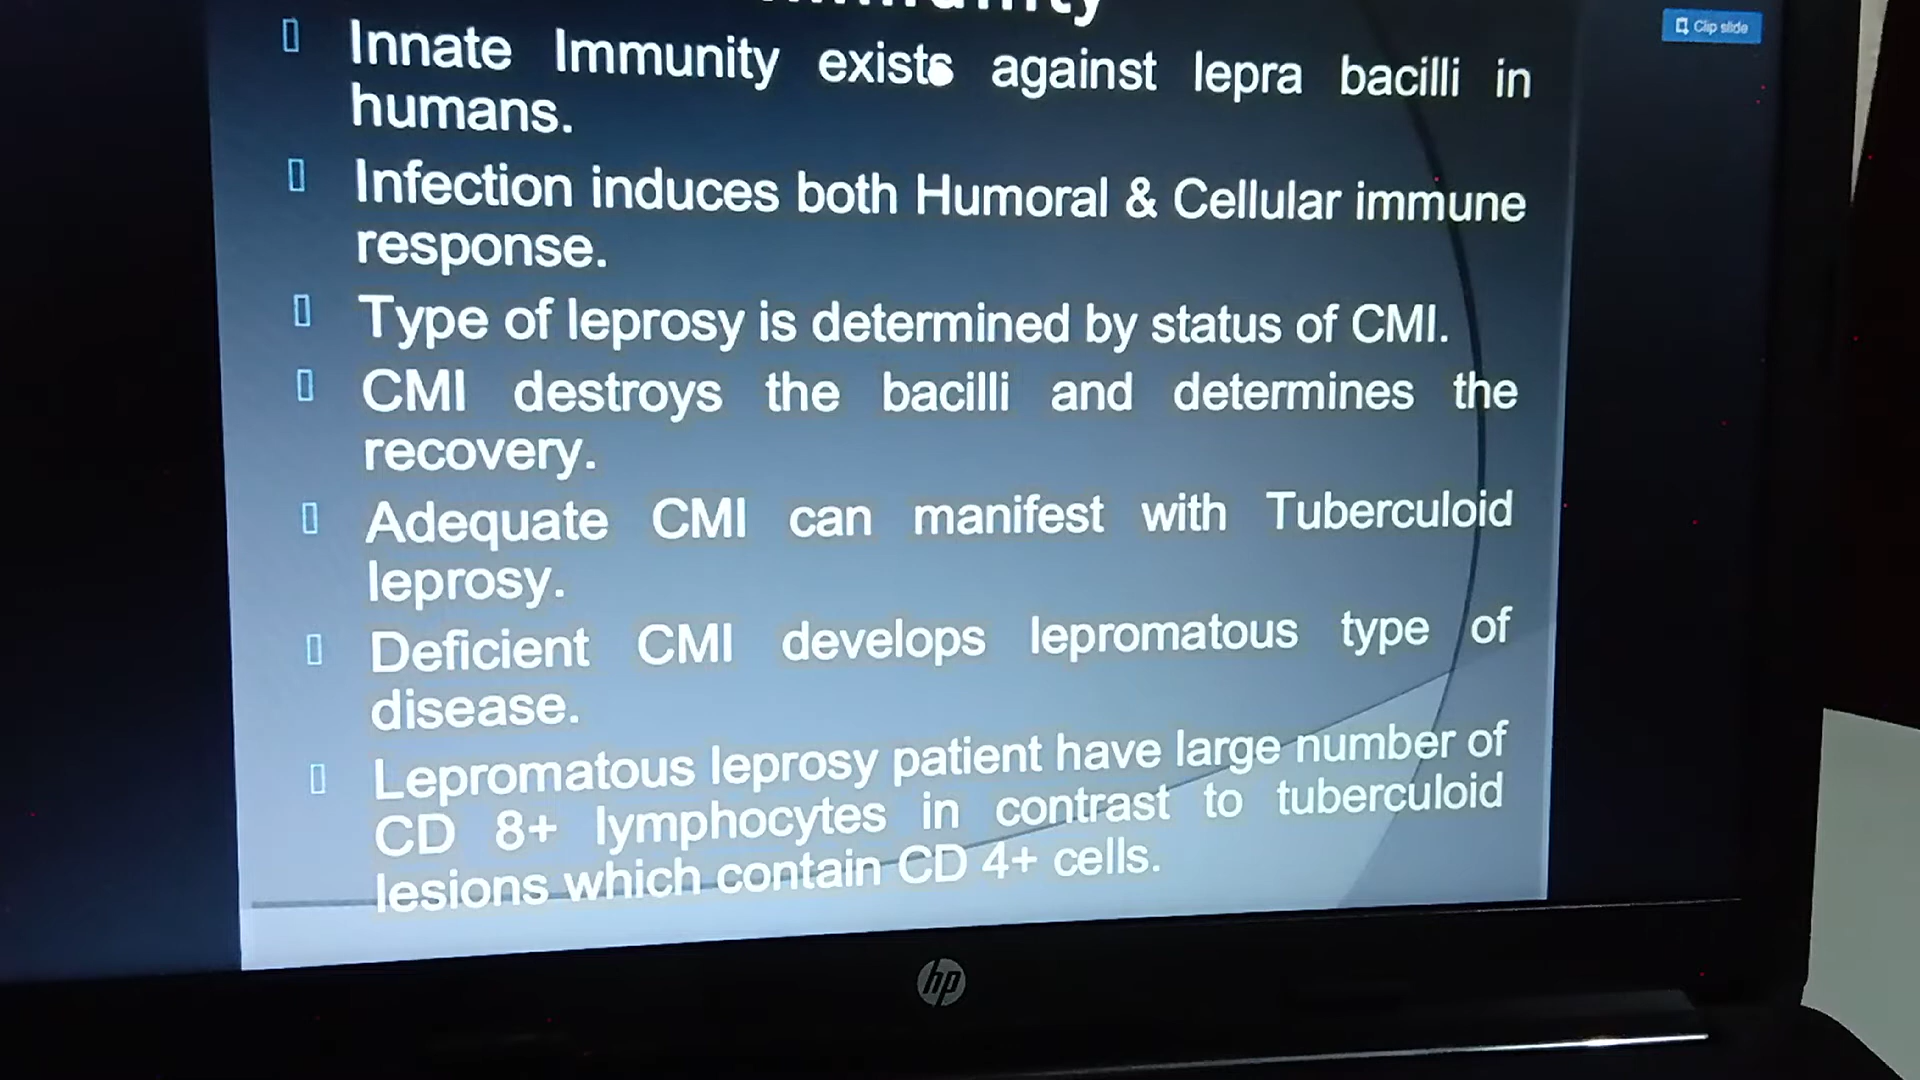 Clip slide
Innate Immunity exists against lepra bacilli in
humans.
Infection induces both Humoral & Cellular immune
response.
Type of leprosy is determined by status of CMI.
CMI destroys the bacilli and determines the
recovery.
Adequate CMI can manifest with Tuberculoid
leprosy.
Deficient CMI develops lepromatous type of
disease.
Lepromatous leprosy patient have large number of
CD 8+ lymphocytes in contrast to tuberculoid
lesions which contain CD 4+ cells.
hp